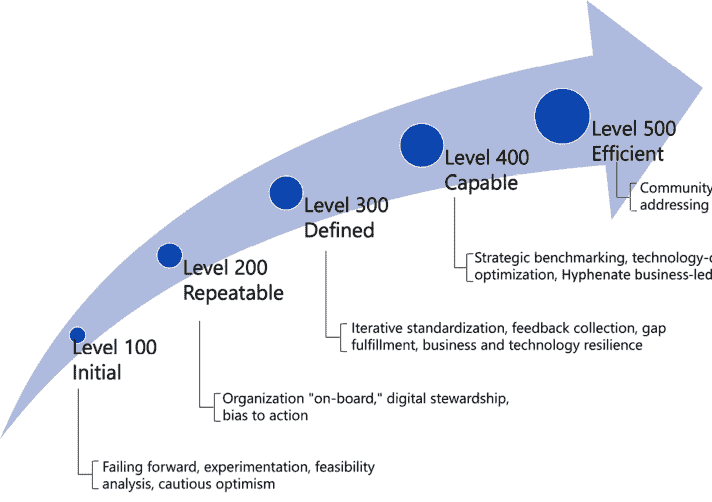 Level 500
Efficient
Community
addressing
Level 400
Capable
Strategic benchmarking, technology-
optimization, Hyphenate business-led
Level 300
Defined
Iterative standardization, feedback collection, gap
fulfillment, business and technology resilience
Level 200
Repeatable
Organization "on-board," digital stewardship,
bias to action
Level 100
Initial
Failing forward, experimentation, feasibility
analysis, cautious optimism